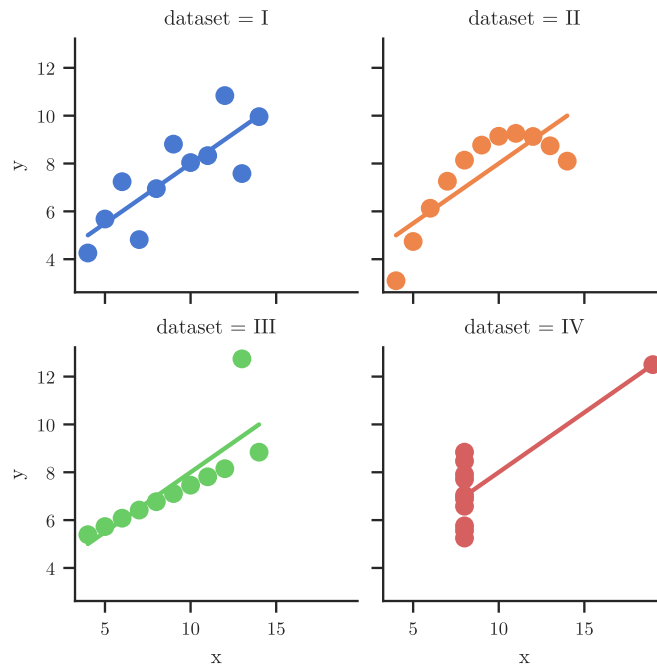 dataset = I
dataset = II
12
10
8
6
4
y
dataset = III
dataset = IV
12
10
8
6
4
y
5
10
15
x
5
10
15
x